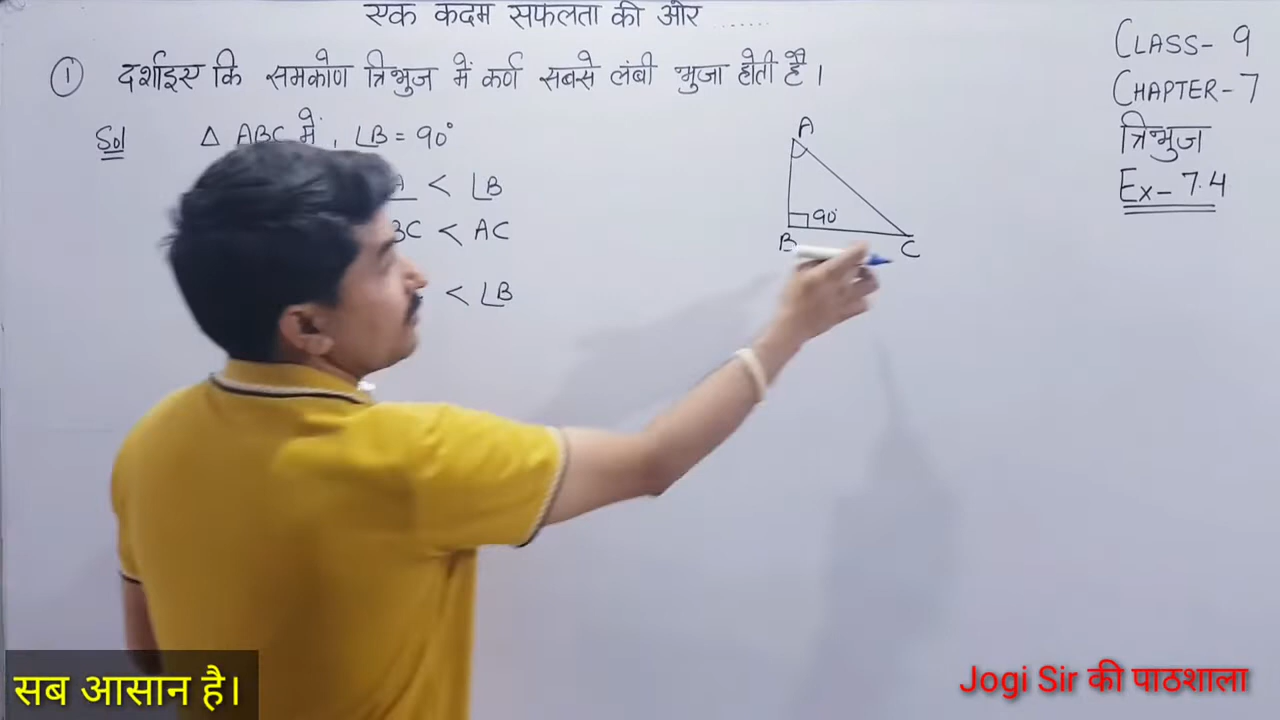 एक कदम सफलता की ओर .......
① दर्शाइए कि समकोण त्रिभुज में कर्ण सबसे लंबी भुजा होती है ।
Sol △ ABC में, ∠B = 90°
A < ∠B
BC < AC
< ∠B
A
90°
B
C
CLASS- 9
CHAPTER- 7
त्रिभुज
Ex- 7.4
सब आसान है।
Jogi Sir की पाठशाला